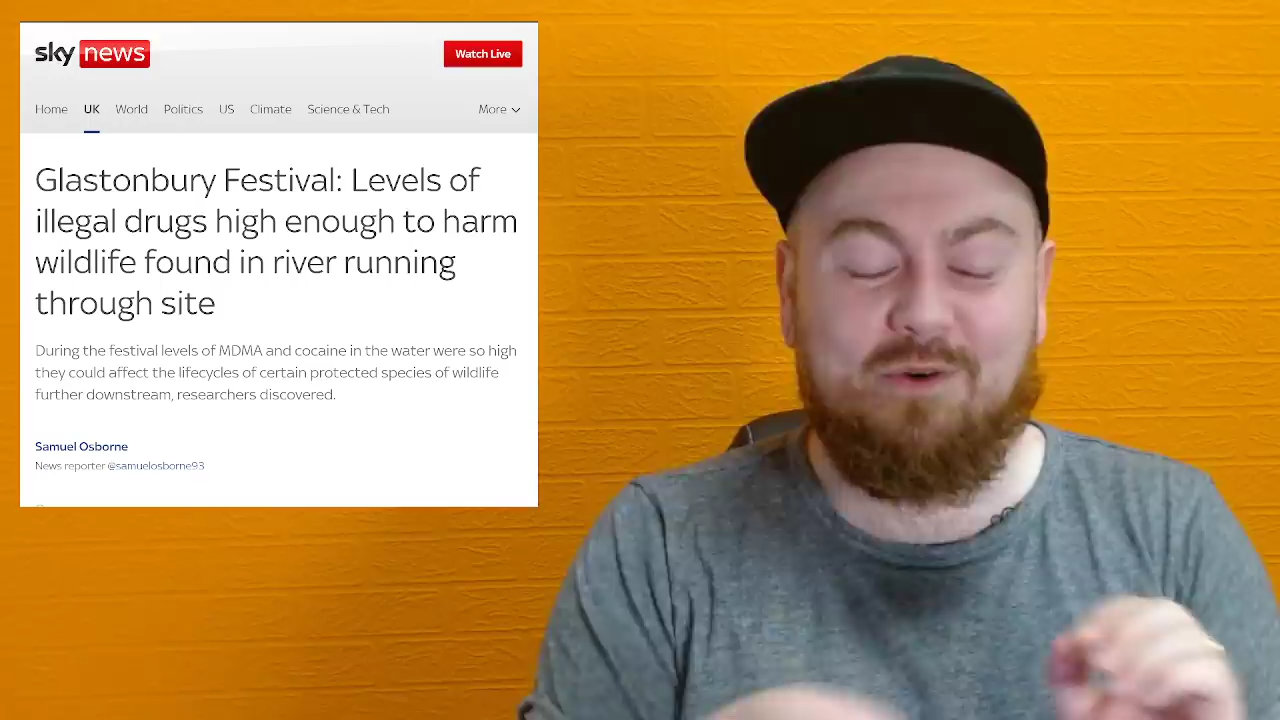 sky news
Watch Live
Home UK World Politics US Climate Science & Tech More
Glastonbury Festival: Levels of
illegal drugs high enough to harm
wildlife found in river running
through site
During the festival levels of MDMA and cocaine in the water were so high
they could affect the lifecycles of certain protected species of wildlife
further downstream, researchers discovered.
Samuel Osborne
News reporter @samuelosborne93